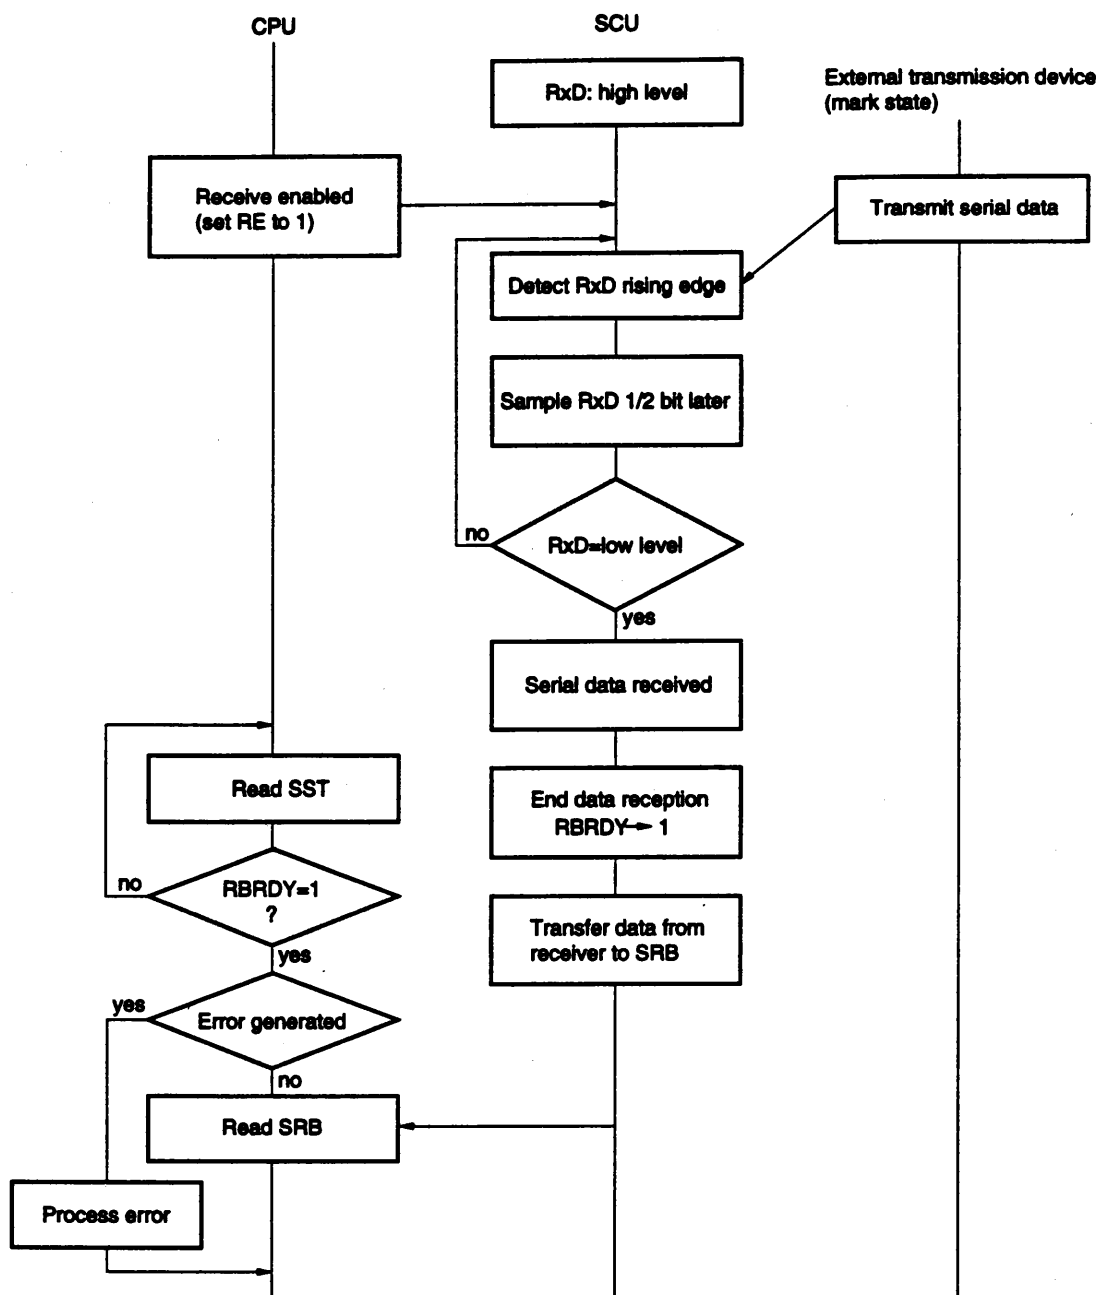 CPU
SCU
RxD: high level
External transmission device
(mark state)
Receive enabled
(set RE to 1)
Transmit serial data
Detect RxD rising edge
Sample RxD 1/2 bit later
no
RxD=low level
yes
Serial data received
Read SST
End data reception
RBRDY→ 1
no
RBRDY=1
?
yes
Transfer data from
receiver to SRB
yes
Error generated
no
Read SRB
Process error